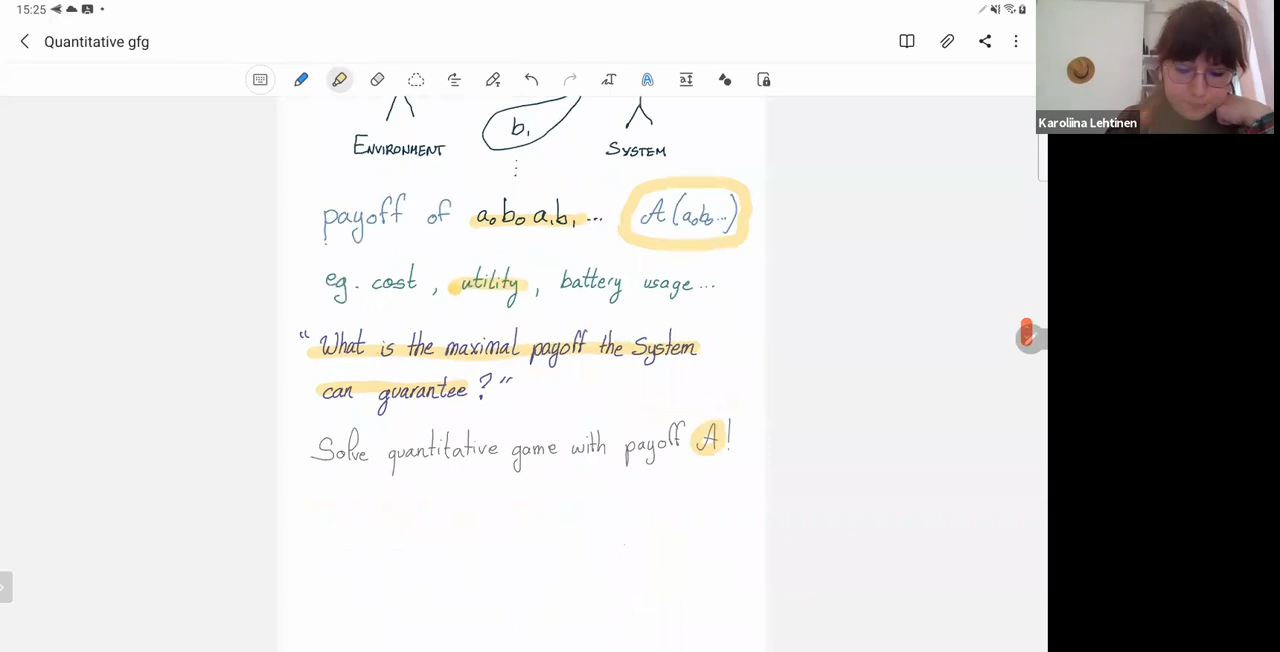 15:25
Quantitative gfg
Karoliina Lehtinen
b₁
ENVIRONMENT
SYSTEM
payoff of a₀b₀a₁b₁... A(a₀b₀...)
eg. cost, utility, battery usage...
"What is the maximal payoff the System
can guarantee?"
Solve quantitative game with payoff A!